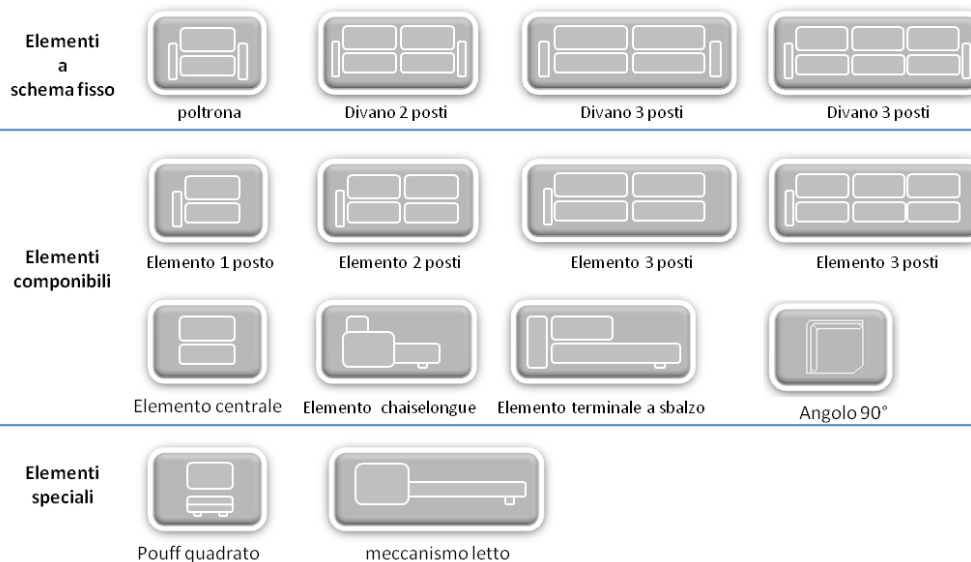 Elementi
a
schema fisso
poltrona
Divano 2 posti
Divano 3 posti
Divano 3 posti
Elementi
componibili
Elemento 1 posto
Elemento 2 posti
Elemento 3 posti
Elemento 3 posti
Elemento centrale
Elemento chaiselongue
Elemento terminale a sbalzo
Angolo 90°
Elementi
speciali
Pouff quadrato
meccanismo letto